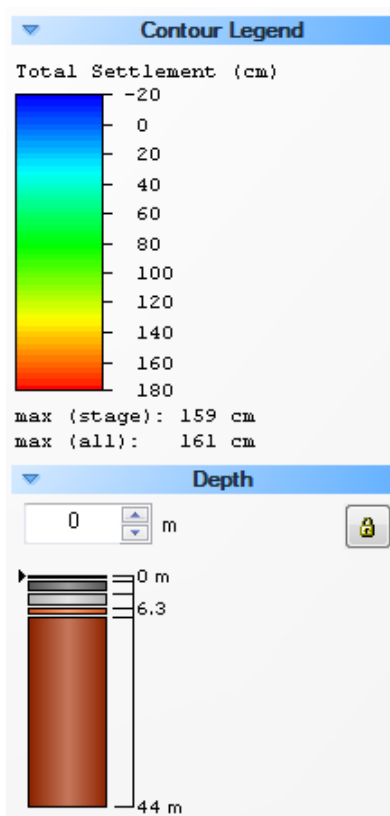 Contour Legend
Total Settlement (cm)
-20
0
20
40
60
80
100
120
140
160
180
max (stage): 159 cm
max (all): 161 cm
Depth
0 m
0 m
6.3
44 m